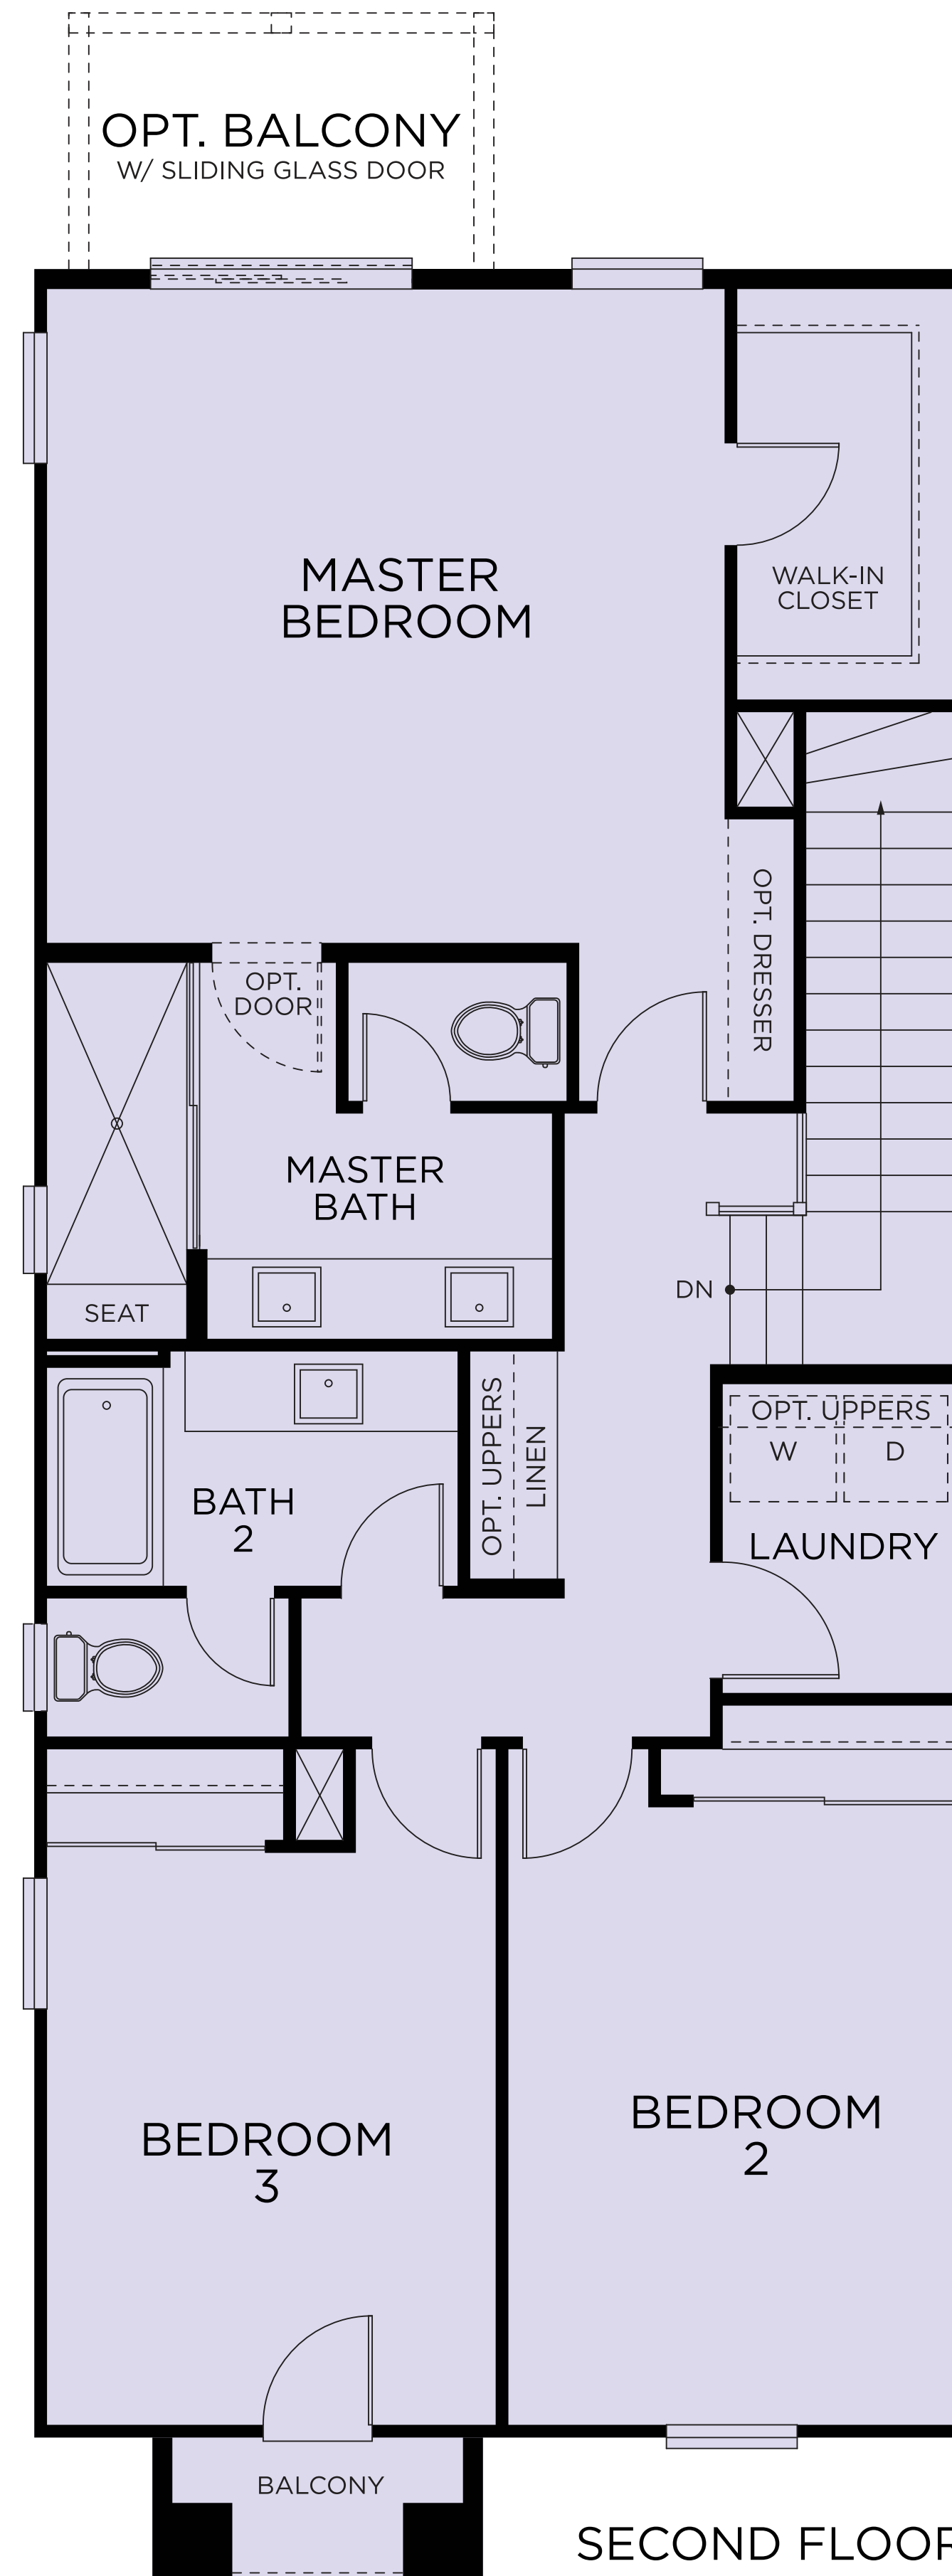 OPT. BALCONY
W/ SLIDING GLASS DOOR
MASTER
BEDROOM
WALK-IN
CLOSET
OPT. DRESSER
OPT.
DOOR
MASTER
BATH
SEAT
DN
OPT. UPPERS
LINEN
OPT. UPPERS
W D
LAUNDRY
BATH
2
BEDROOM
3
BEDROOM
2
BALCONY
SECOND FLOOR